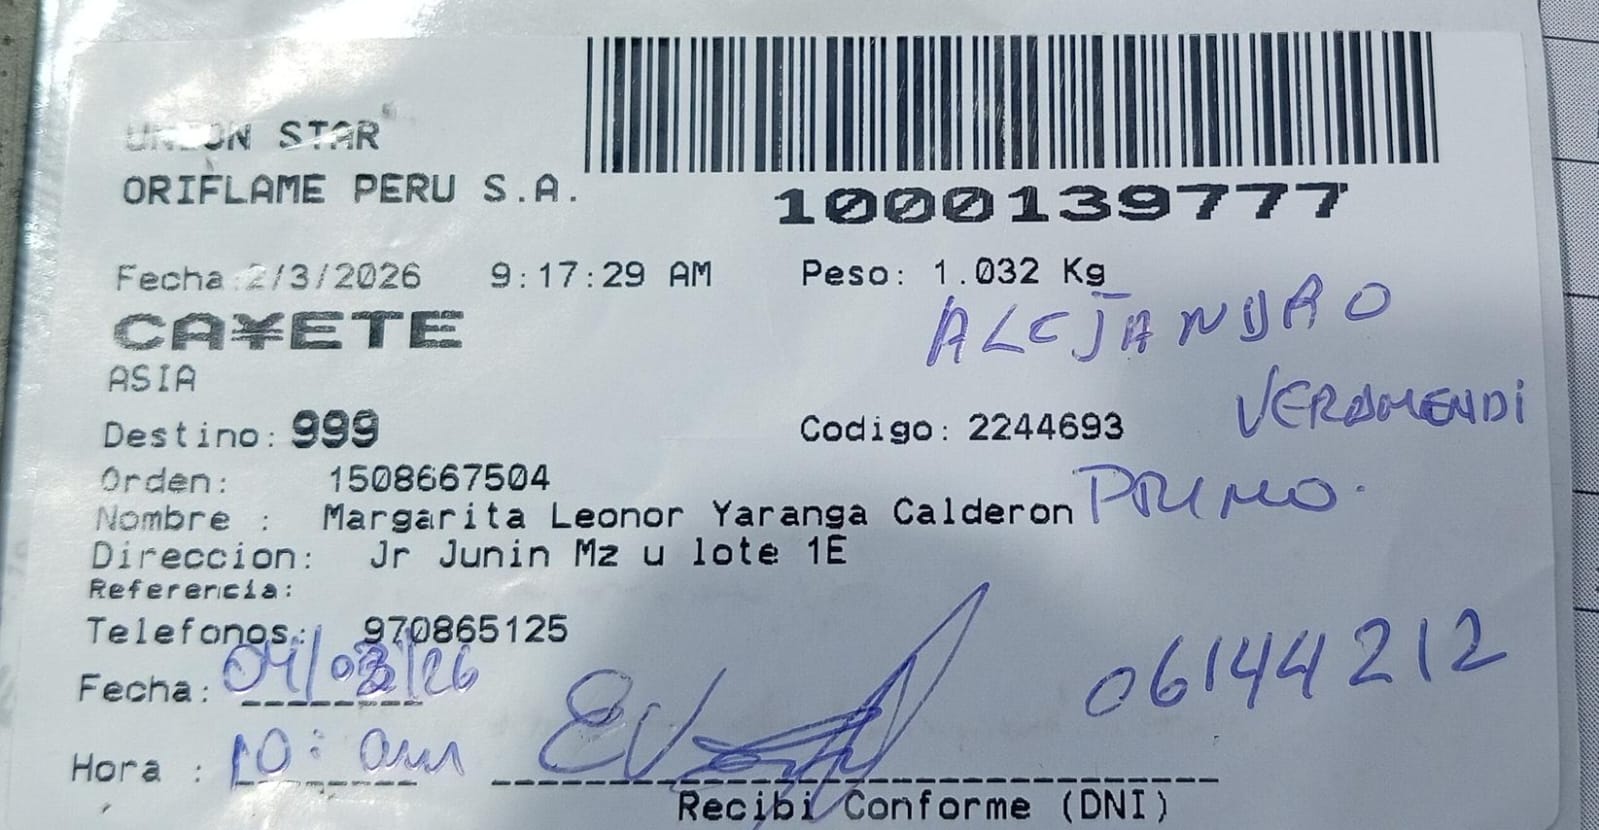 UNION STAR
ORIFLAME PERU S.A.
1000139777
Fecha:2/3/2026 9:17:29 AM Peso: 1.032 Kg
CA¥ETE
ALEJANDRO
ASIA
VERAMENDI
Destino: 999 Codigo: 2244693
Orden: 1508667504
PRIMO.
Nombre : Margarita Leonor Yaranga Calderon
Direccion: Jr Junin Mz u lote 1E
Referencia:
Telefonos: 970865125
Fecha: 04/03/26
06144212
Hora : 10: am
Recibi Conforme (DNI)